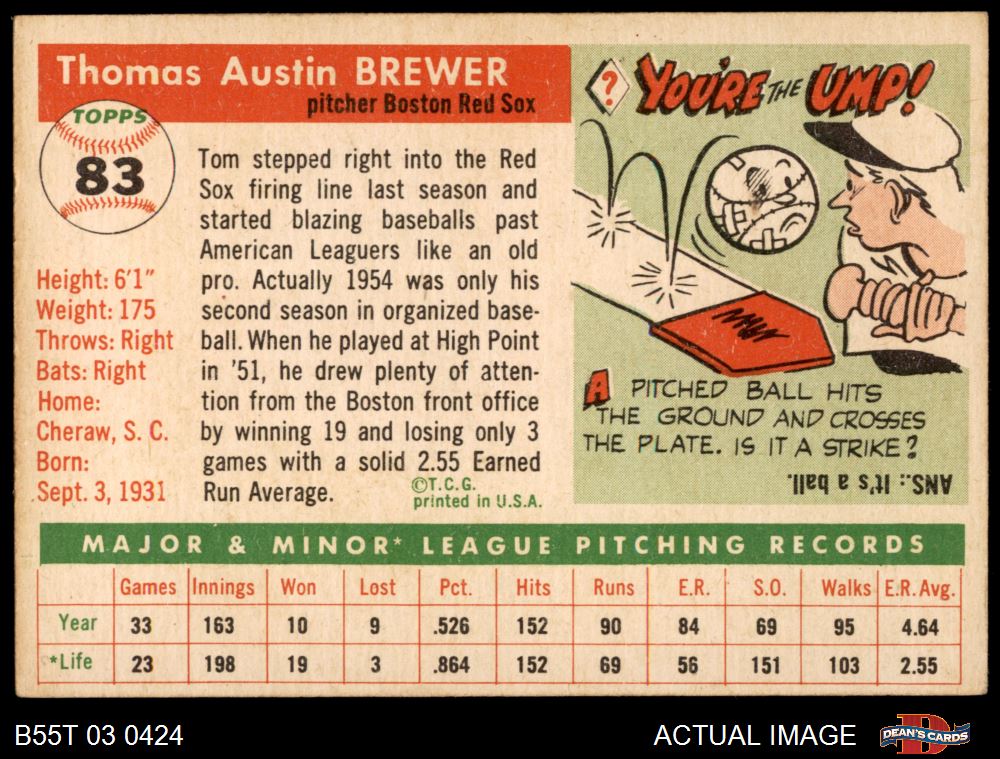 Thomas Austin BREWER
pitcher Boston Red Sox
TOPPS
83
Height: 6'1"
Weight: 175
Throws: Right
Bats: Right
Home:
Cheraw, S. C.
Born:
Sept. 3, 1931
Tom stepped right into the Red
Sox firing line last season and
started blazing baseballs past
American Leaguers like an old
pro. Actually 1954 was only his
second season in organized base-
ball. When he played at High Point
in '51, he drew plenty of atten-
tion from the Boston front office
by winning 19 and losing only 3
games with a solid 2.55 Earned
Run Average.
©T.C.G.
printed in U.S.A.
? YOU'RE THE UMP!
A PITCHED BALL HITS
THE GROUND AND CROSSES
THE PLATE. IS IT A STRIKE?
ANS.: It's a ball.
MAJOR & MINOR* LEAGUE PITCHING RECORDS
Games Innings Won Lost Pct. Hits Runs E.R. S.O. Walks E.R. Avg.
Year 33 163 10 9 .526 152 90 84 69 95 4.64
*Life 23 198 19 3 .864 152 69 56 151 103 2.55
B55T 03 0424
ACTUAL IMAGE
D
DEAN'S CARDS